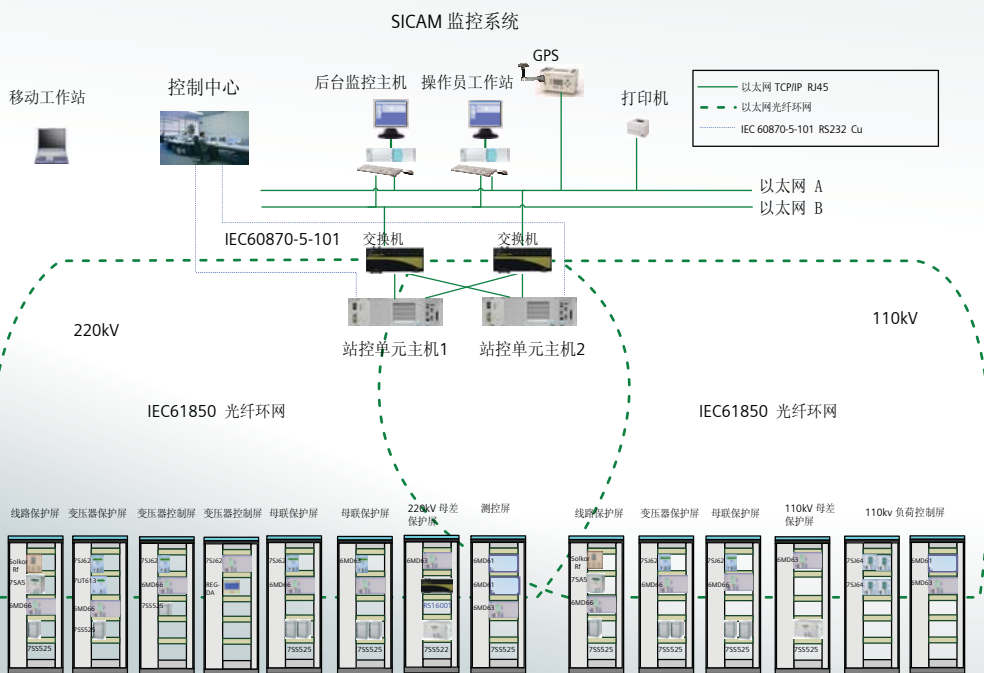 SICAM 监控系统
GPS
移动工作站
控制中心
后台监控主机
操作员工作站
打印机
以太网 TCP/IP RJ45
以太网光纤环网
IEC 60870-5-101 RS232 Cu
以太网 A
以太网 B
IEC60870-5-101
交换机
交换机
220kV
110kV
站控单元主机1
站控单元主机2
IEC61850 光纤环网
IEC61850 光纤环网
线路保护屏
变压器保护屏
变压器控制屏
变压器控制屏
母联保护屏
母联保护屏
220kV 母差
保护屏
测控屏
线路保护屏
变压器保护屏
母联保护屏
110kV 母差
保护屏
110kv 负荷控制屏
Solkor
Rf
7SA5
6MD66
7SS525
7SJ62
7UT613
6MD66
7SS525
7SJ62
6MD66
7SS525
7SJ62
REG-
DA
7SJ62
6MD66
7SS525
6MD63
7SS525
6MD63
RS1600T
7SS522
6MD61
6MD61
6MD63
7SS525
Solkor
Rf
7SA5
6MD66
7SS525
7SJ62
6MD66
7SS525
7SJ62
7SS525
6MD63
7SS522
7SJ64
7SJ64
6MD61
6MD63